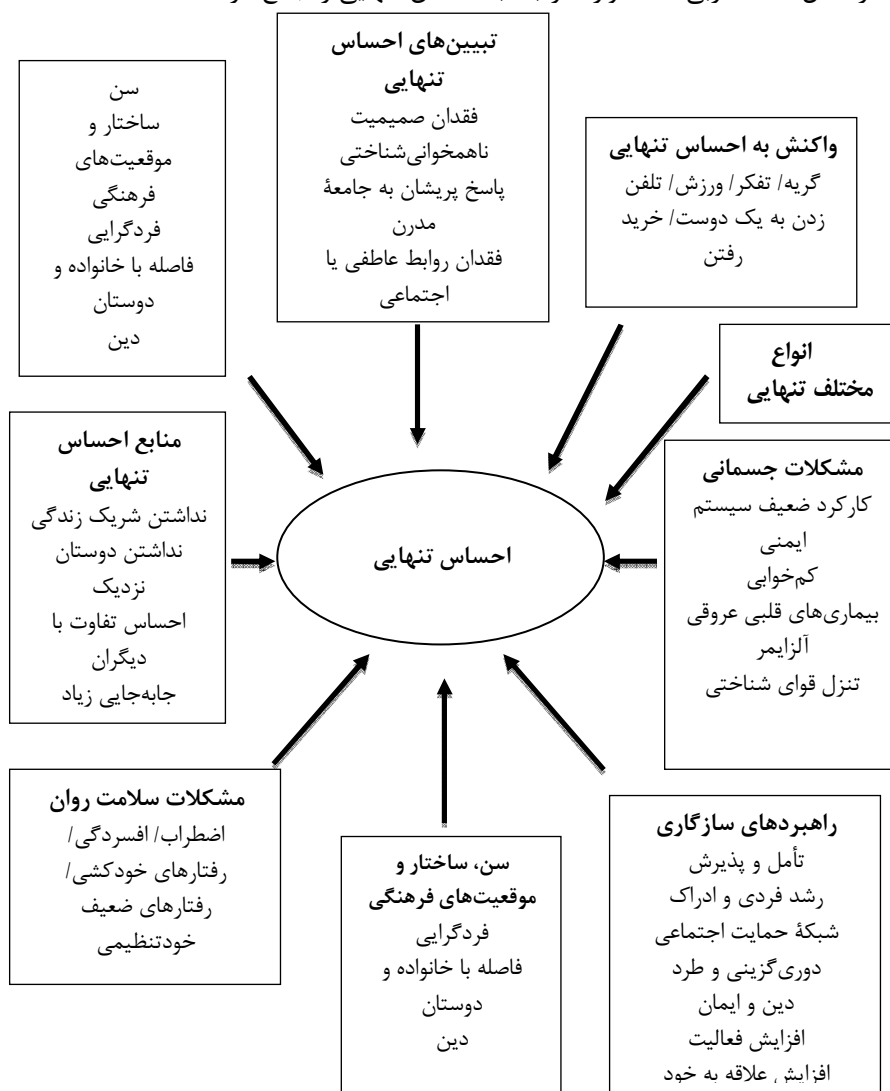 تبیین‌های احساس
تنهایی
فقدان صمیمیت
ناهمخوانی‌شناختی
پاسخ پریشان به جامعۀ
مدرن
فقدان روابط عاطفی یا
اجتماعی
واکنش به احساس تنهایی
گریه/ تفکر/ ورزش/ تلفن
زدن به یک دوست/ خرید
رفتن
سن
ساختار و
موقعیت‌های
فرهنگی
فردگرایی
فاصله با خانواده و
دوستان
دین
انواع
مختلف تنهایی
مشکلات جسمانی
کارکرد ضعیف سیستم
ایمنی
کم‌خوابی
بیماری‌های قلبی عروقی
آلزایمر
تنزل قوای شناختی
احساس تنهایی
منابع احساس
تنهایی
نداشتن شریک زندگی
نداشتن دوستان
نزدیک
احساس تفاوت با
دیگران
جابه‌جایی زیاد
راهبردهای سازگاری
تأمل و پذیرش
رشد فردی و ادراک
شبکۀ حمایت اجتماعی
دوری‌گزینی و طرد
دین و ایمان
افزایش فعالیت
افزایش علاقه به خود
سن، ساختار و
موقعیت‌های فرهنگی
فردگرایی
فاصله با خانواده و
دوستان
دین
مشکلات سلامت روان
اضطراب/ افسردگی/
رفتارهای خودکشی/
رفتارهای ضعیف
خودتنظیمی